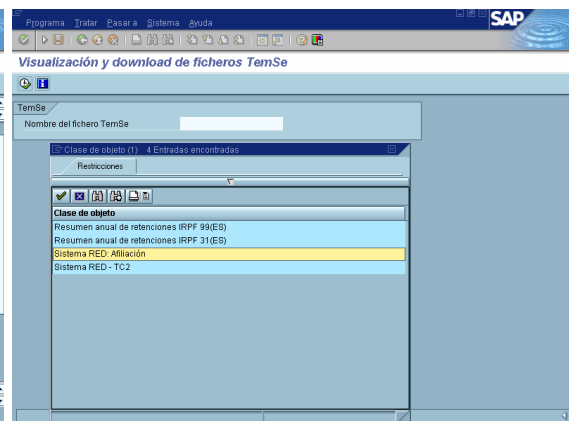 Programa Tratar Pasar a Sistema Ayuda
SAP
Visualización y download de ficheros TemSe
TemSe
Nombre del fichero TemSe
Clase de objeto (1) 4 Entradas encontradas
Restricciones
Clase de objeto
Resumen anual de retenciones IRPF 99(ES)
Resumen anual de retenciones IRPF 31(ES)
Sistema RED: Afiliación
Sistema RED - TC2